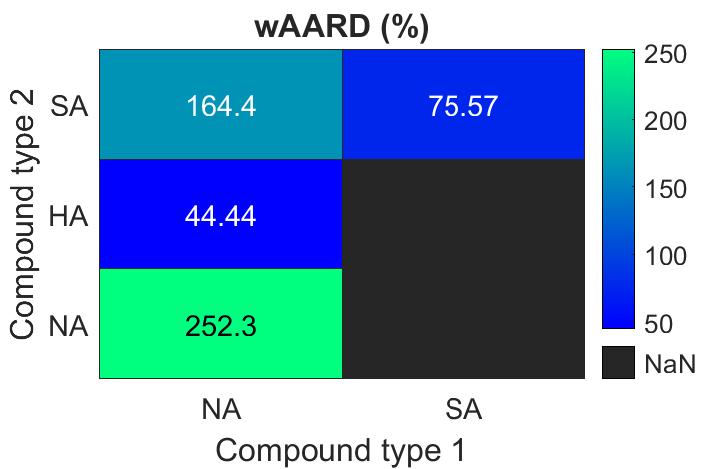 wAARD (%)
Compound type 2
SA 164.4 75.57
HA 44.44
NA 252.3
NA SA
Compound type 1
250
200
150
100
50
NaN